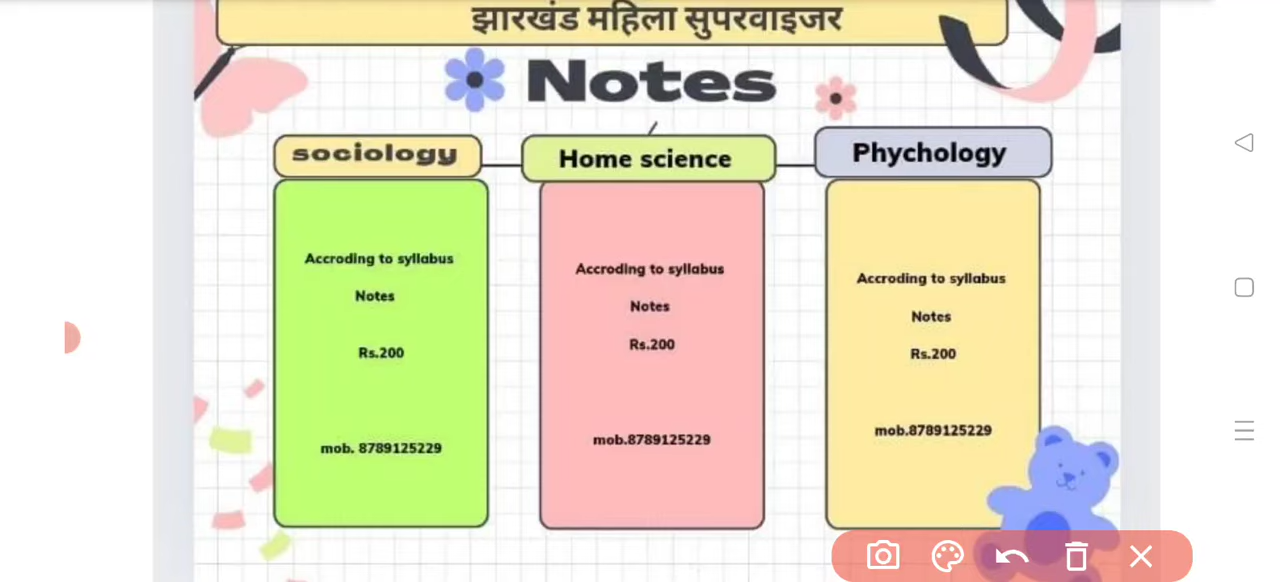 झारखंड महिला सुपरवाइजर
Notes
sociology
Home science
Phychology
Accroding to syllabus
Notes
Rs.200
mob. 8789125229
Accroding to syllabus
Notes
Rs.200
mob.8789125229
Accroding to syllabus
Notes
Rs.200
mob.8789125229